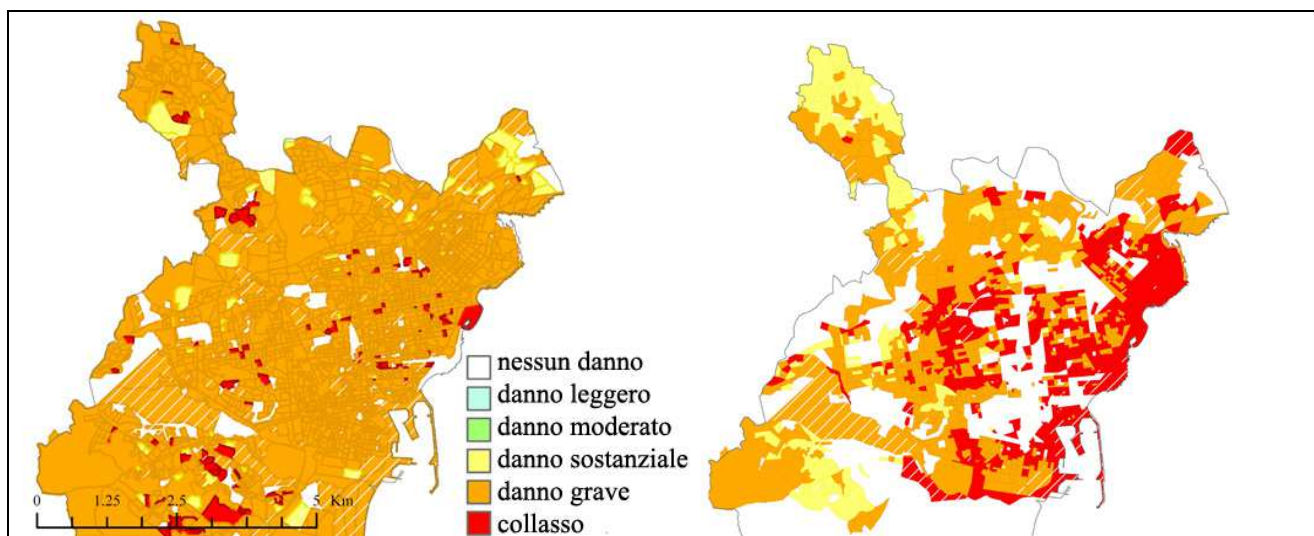 nessun danno
danno leggero
danno moderato
danno sostanziale
danno grave
collasso
0 1.25 2.5 5 Km